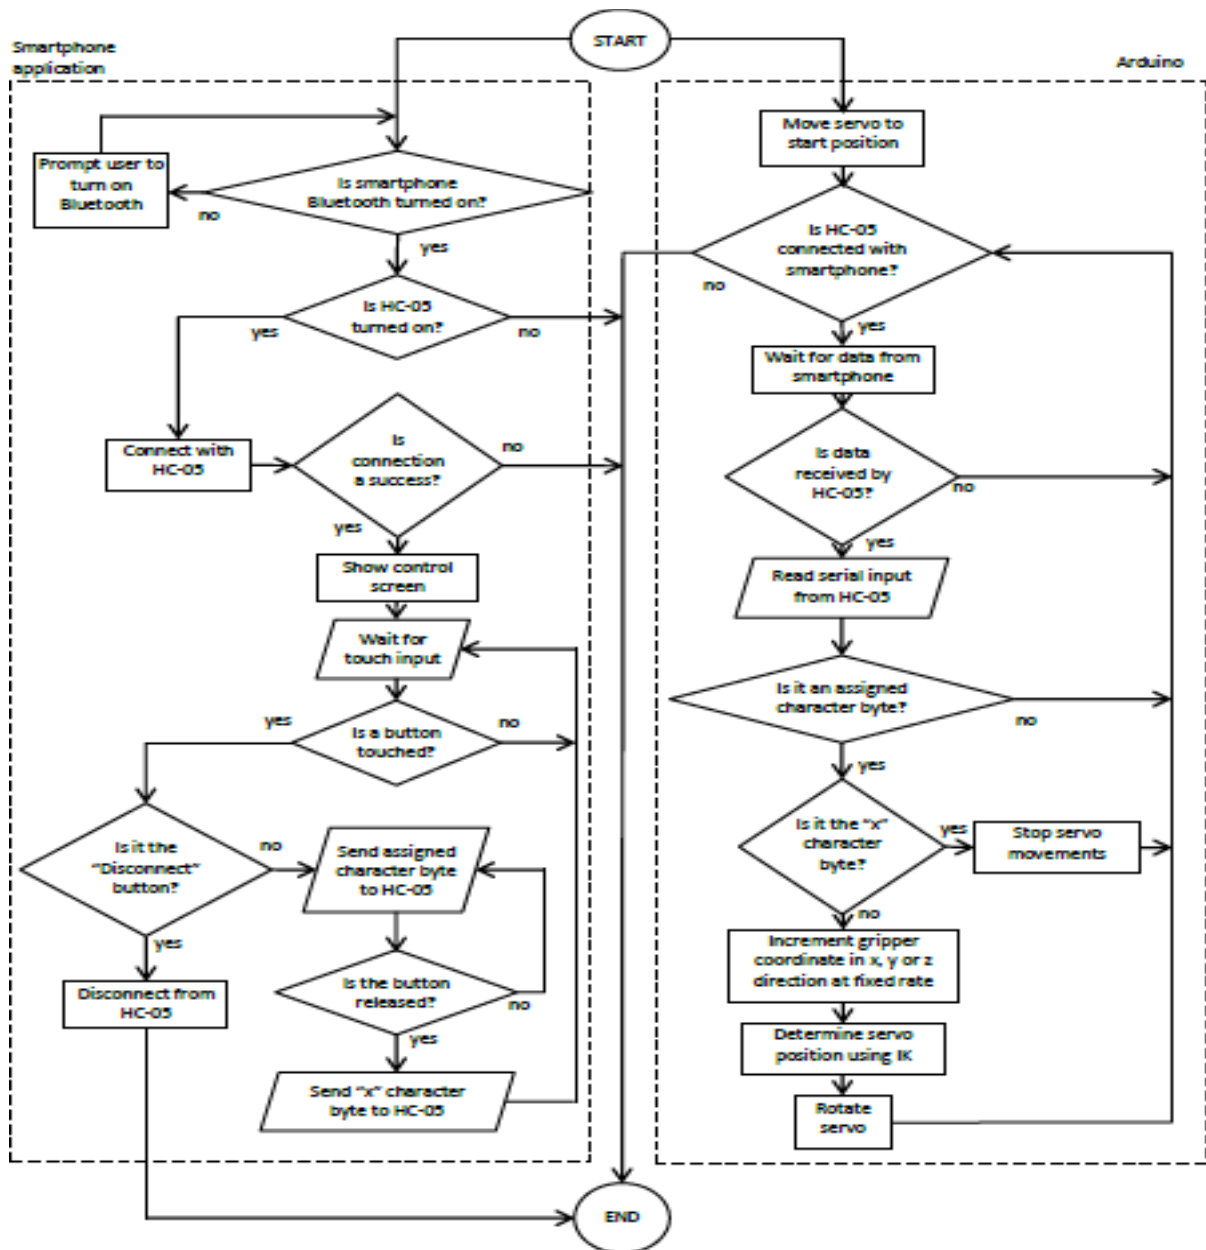 START
Smartphone
application
Arduino
Move servo to
start position
Prompt user to
turn on
Bluetooth
Is smartphone
Bluetooth turned on?
no
yes
Is HC-05
connected with
smartphone?
no
yes
Is HC-05
turned on?
yes
no
Wait for data from
smartphone
Connect with
HC-05
Is
connection
a success?
no
yes
Is data
received by
HC-05?
no
yes
Show control
screen
Read serial input
from HC-05
Wait for
touch input
Is a button
touched?
yes
no
Is it an assigned
character byte?
no
yes
Is it the
"Disconnect"
button?
no
yes
Send assigned
character byte
to HC-05
Is it the "x"
character
byte?
yes
no
Stop servo
movements
Is the button
released?
no
yes
Increment gripper
coordinate in x, y or z
direction at fixed rate
Disconnect from
HC-05
Determine servo
position using IK
Send "x" character
byte to HC-05
Rotate
servo
END